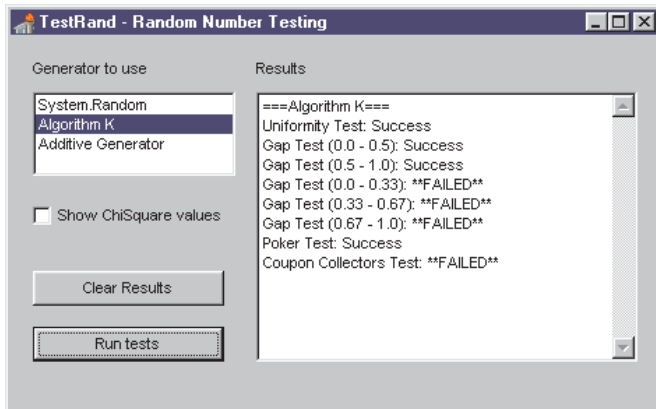 TestRand - Random Number Testing
Generator to use
System.Random
Algorithm K
Additive Generator
Show ChiSquare values
Clear Results
Run tests
Results
===Algorithm K===
Uniformity Test: Success
Gap Test (0.0 - 0.5): Success
Gap Test (0.5 - 1.0): Success
Gap Test (0.0 - 0.33): **FAILED**
Gap Test (0.33 - 0.67): **FAILED**
Gap Test (0.67 - 1.0): **FAILED**
Poker Test: Success
Coupon Collectors Test: **FAILED**